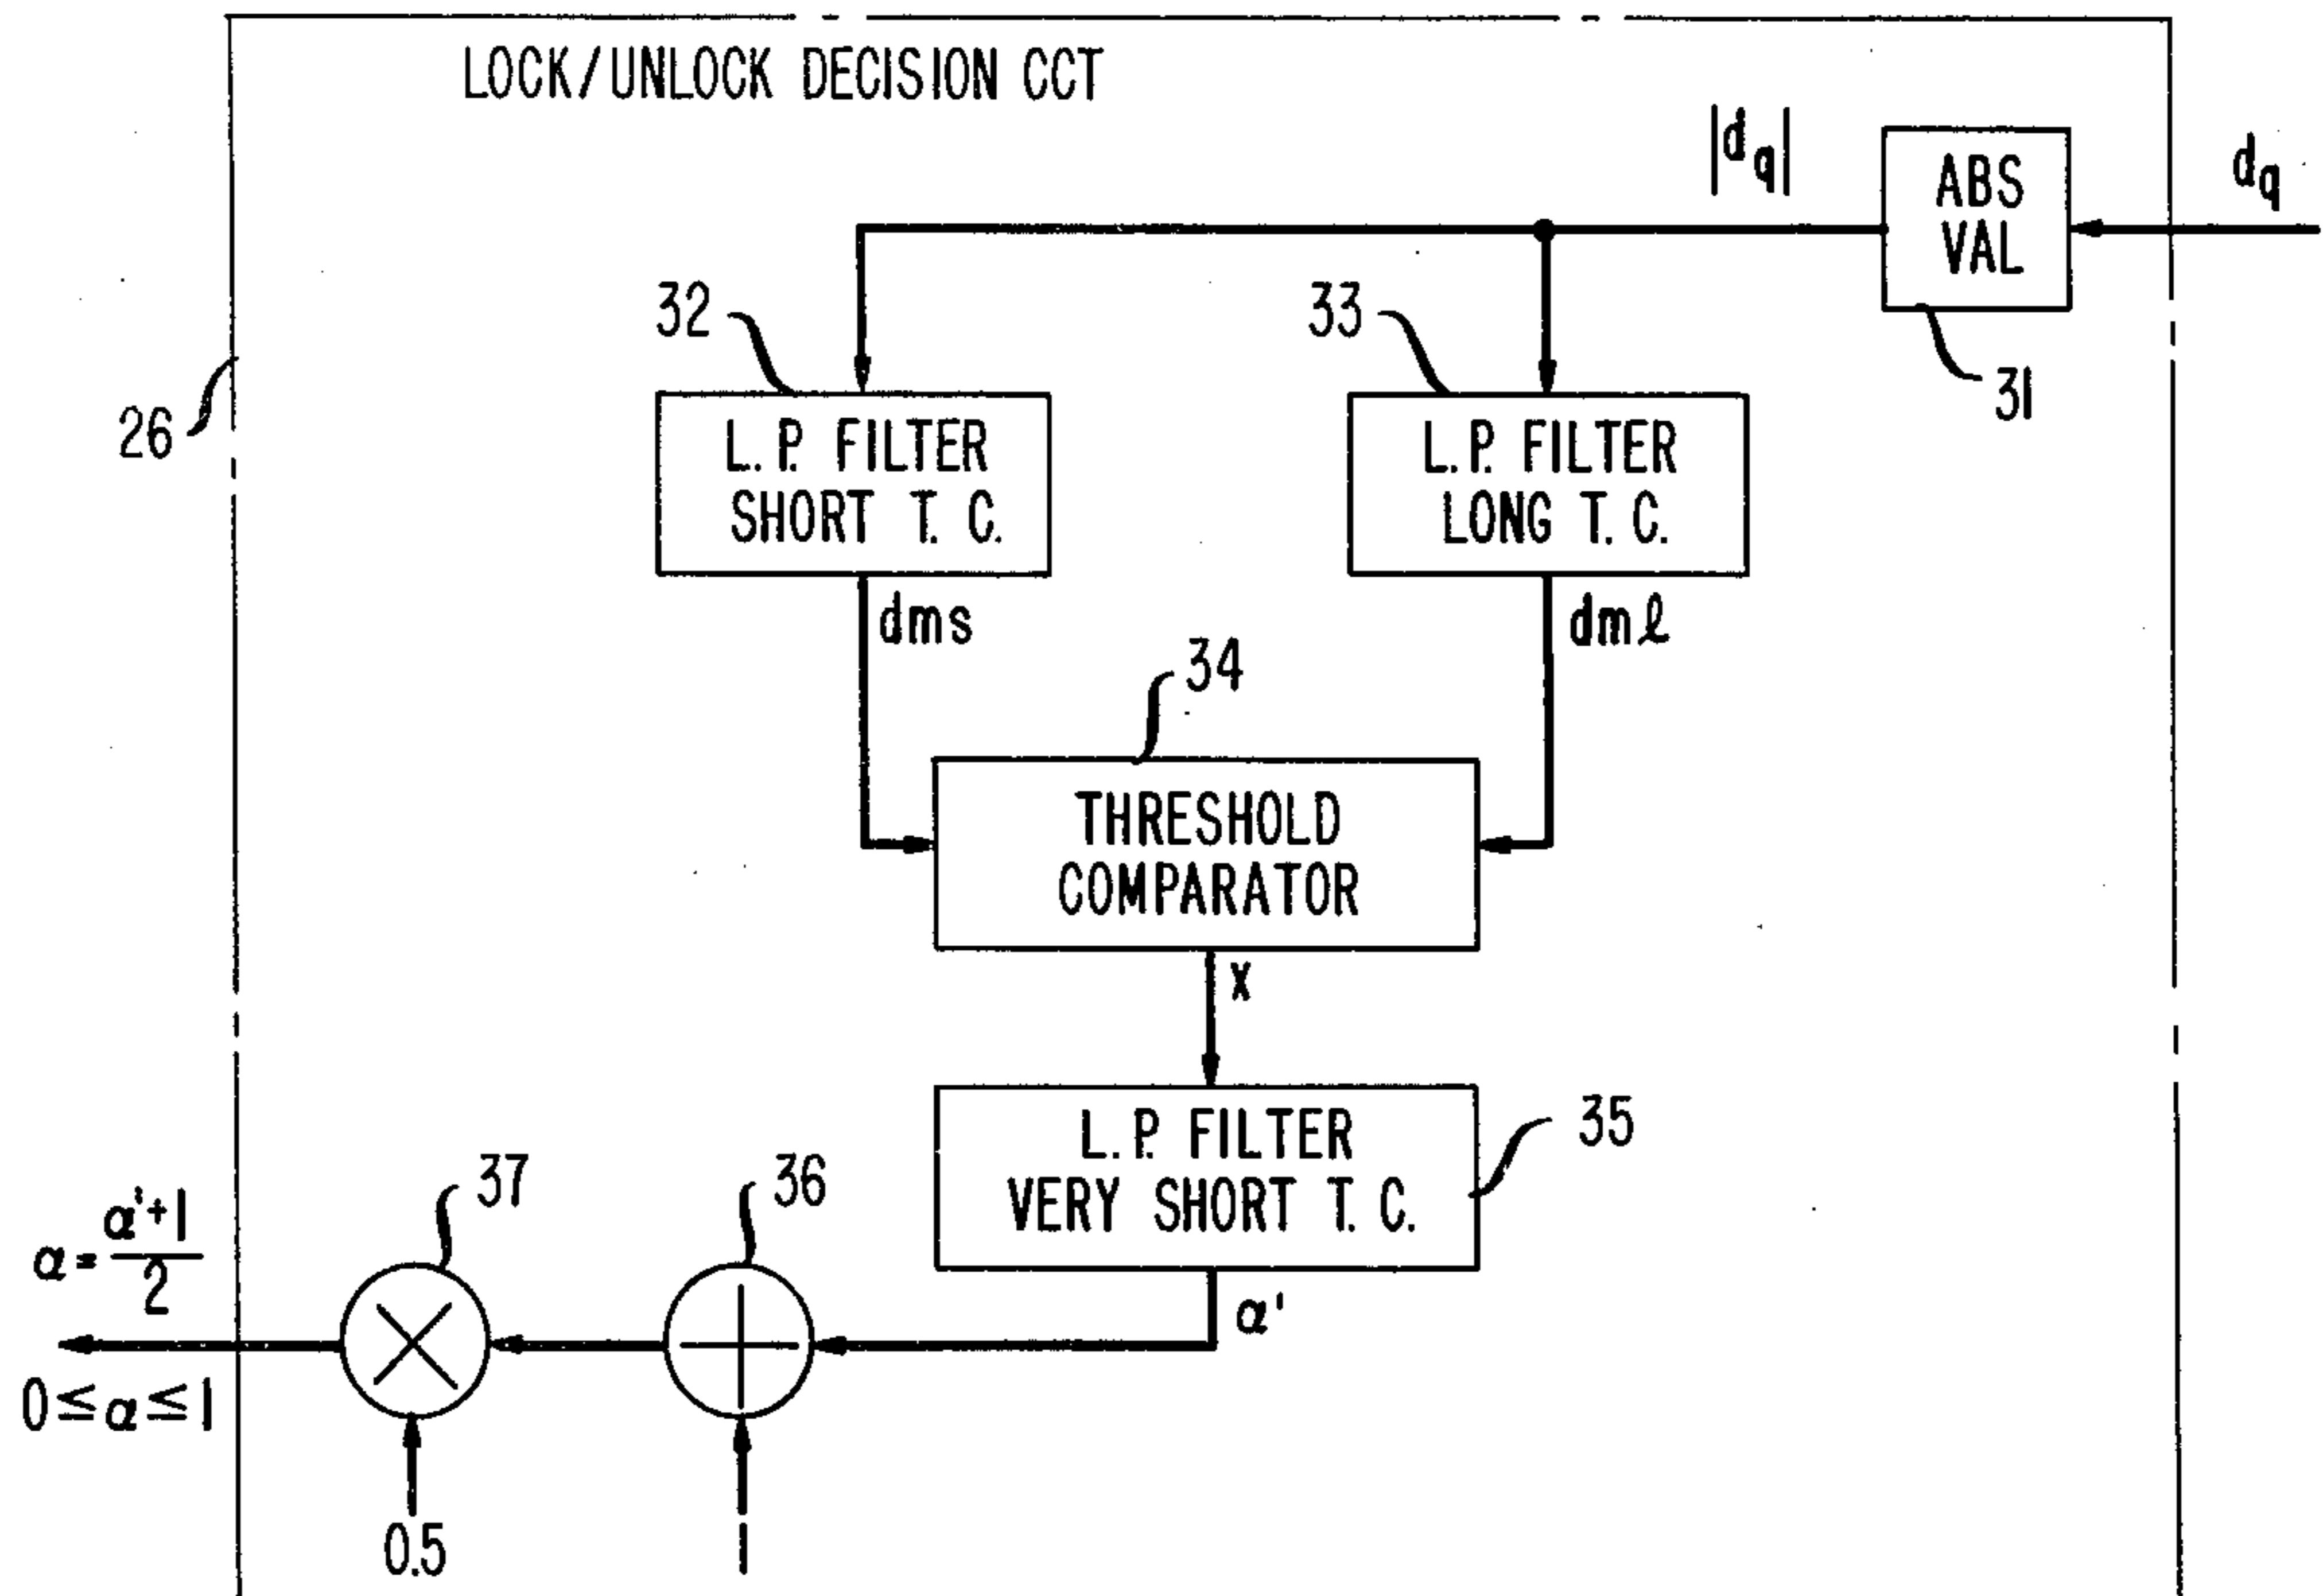 LOCK/UNLOCK DECISION CCT
|dq|
ABS
VAL
dq
32
33
31
26
L.P. FILTER
SHORT T. C.
L.P. FILTER
LONG T. C.
dms
dmℓ
34
THRESHOLD
COMPARATOR
X
L.P. FILTER
VERY SHORT T. C.
35
37
36
α = α'+1
2
α'
0 ≤ α ≤ 1
0.5
1